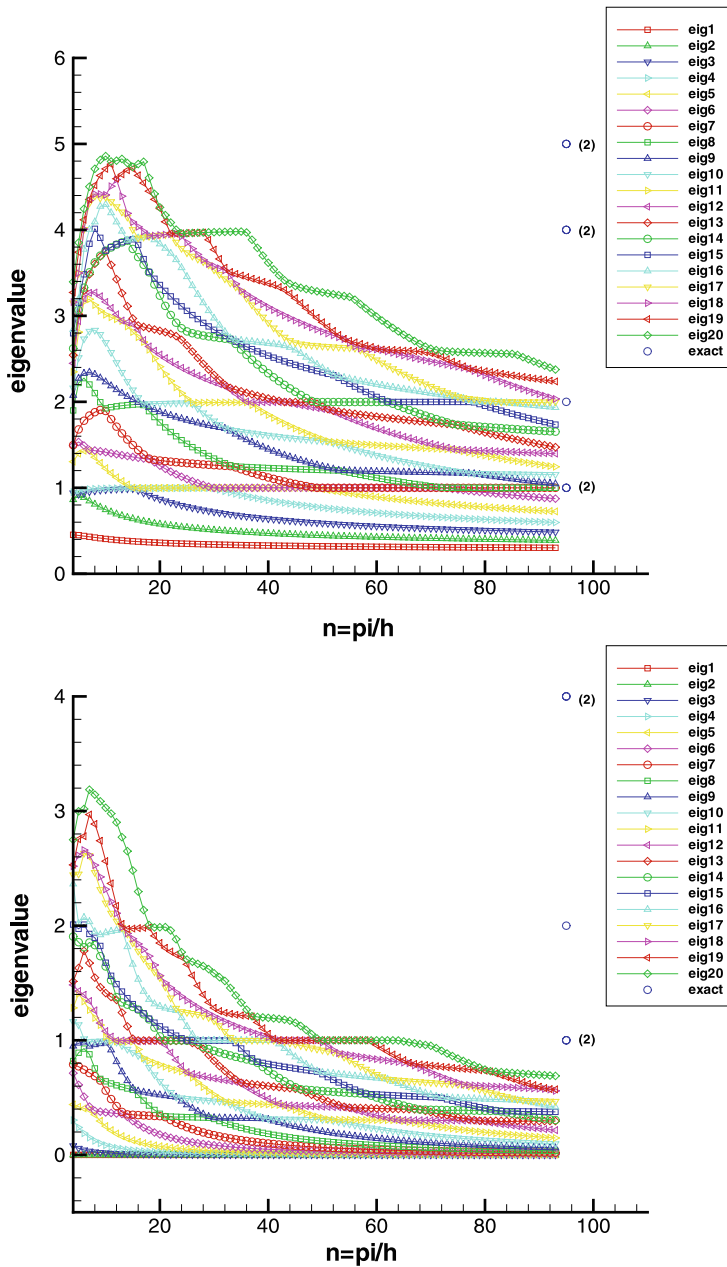 eig1
eig2
eig3
eig4
eig5
eig6
eig7
eig8
eig9
eig10
eig11
eig12
eig13
eig14
eig15
eig16
eig17
eig18
eig19
eig20
exact
6
5
4
3
2
1
0
eigenvalue
(2)
(2)
(2)
20
40
60
80
100
n=pi/h
eig1
eig2
eig3
eig4
eig5
eig6
eig7
eig8
eig9
eig10
eig11
eig12
eig13
eig14
eig15
eig16
eig17
eig18
eig19
eig20
exact
4
3
2
1
0
eigenvalue
(2)
(2)
20
40
60
80
100
n=pi/h